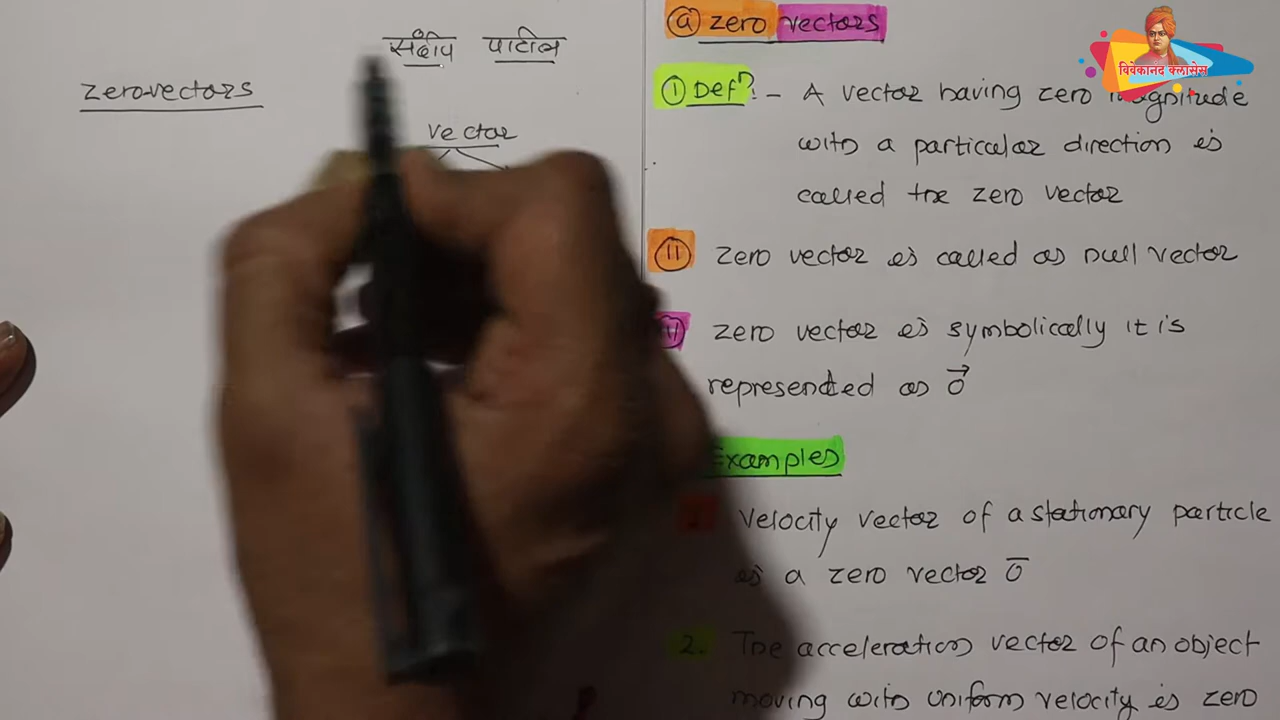 संदीप पाटील
zero vectors
vector
a zero vectors
i Defⁿ:- A vector having zero magnitude
with a particular direction is
called the zero vector
ii zero vector is called as null vector
zero vector is symbolically it is
represented as 0⃗
Examples
Velocity vector of a stationary particle
is a zero vector 0̅
2. The acceleration vector of an object
moving with uniform velocity is zero
विवेकानंद क्लासेस